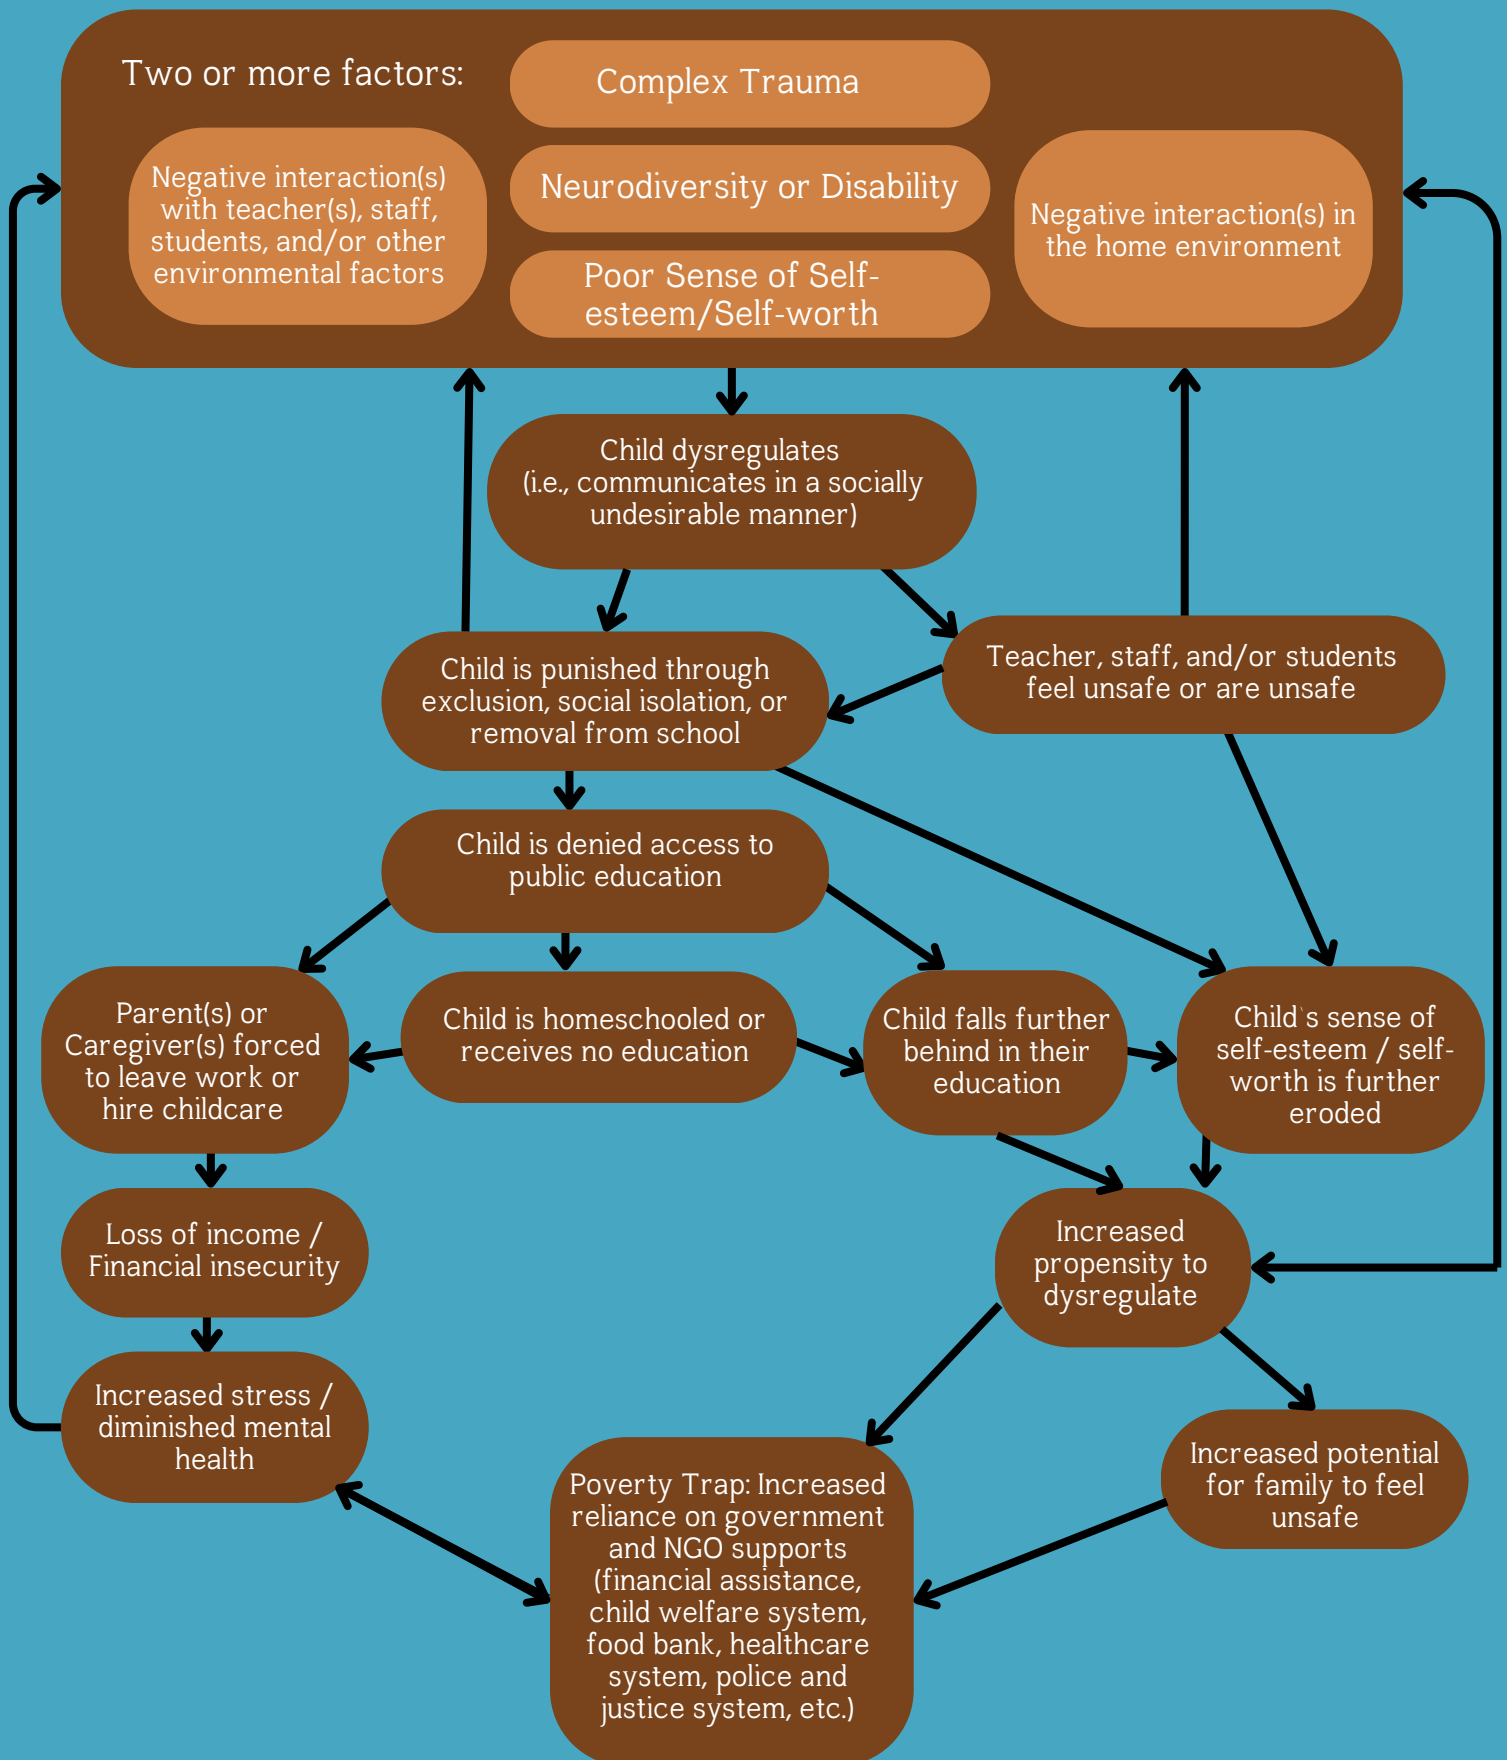 Two or more factors:
Complex Trauma
Negative interaction(s)
with teacher(s), staff,
students, and/or other
environmental factors
Neurodiversity or Disability
Poor Sense of Self-
esteem/Self-worth
Negative interaction(s) in
the home environment
Child dysregulates
(i.e., communicates in a socially
undesirable manner)
Child is punished through
exclusion, social isolation, or
removal from school
Teacher, staff, and/or students
feel unsafe or are unsafe
Child is denied access to
public education
Parent(s) or
Caregiver(s) forced
to leave work or
hire childcare
Child is homeschooled or
receives no education
Child falls further
behind in their
education
Child`s sense of
self-esteem / self-
worth is further
eroded
Loss of income /
Financial insecurity
Increased
propensity to
dysregulate
Increased stress /
diminished mental
health
Increased potential
for family to feel
unsafe
Poverty Trap: Increased
reliance on government
and NGO supports
(financial assistance,
child welfare system,
food bank, healthcare
system, police and
justice system, etc.)